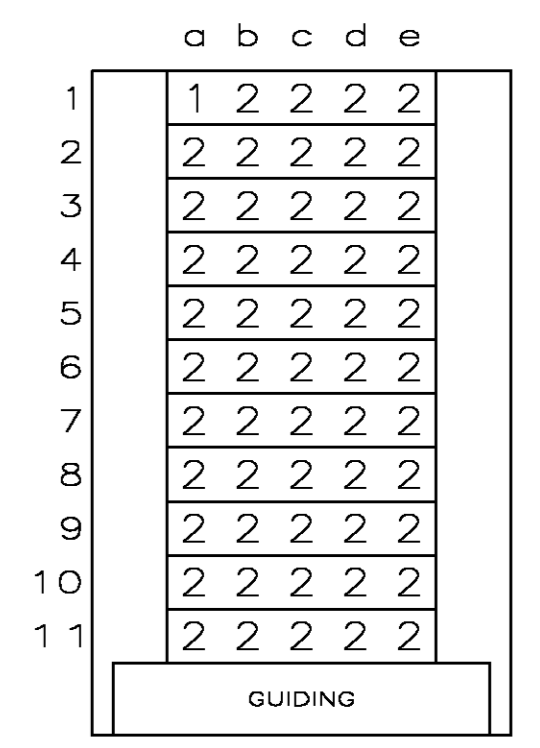 a b c d e
1 1 2 2 2 2
2 2 2 2 2 2
3 2 2 2 2 2
4 2 2 2 2 2
5 2 2 2 2 2
6 2 2 2 2 2
7 2 2 2 2 2
8 2 2 2 2 2
9 2 2 2 2 2
10 2 2 2 2 2
11 2 2 2 2 2
GUIDING